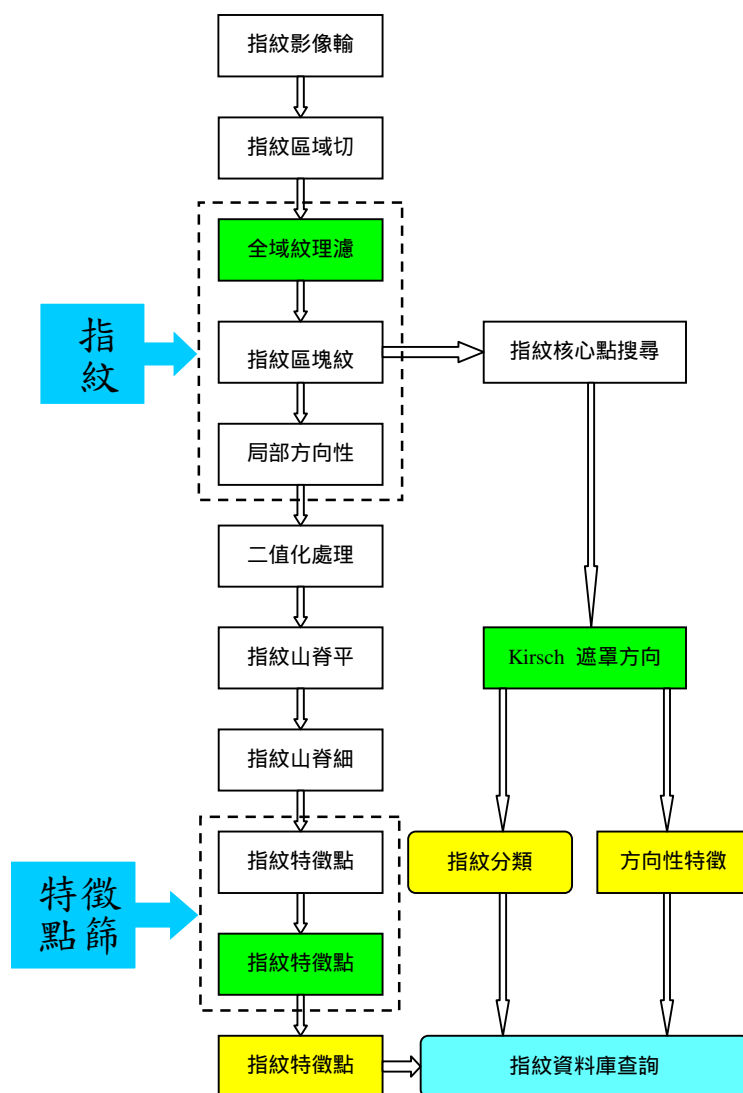 指紋影像輸
指紋區域切
全域紋理濾
指
紋
指紋區塊紋
指紋核心點搜尋
局部方向性
二值化處理
指紋山脊平
Kirsch 遮罩方向
指紋山脊細
特徵
點篩
指紋特徵點
指紋分類
方向性特徵
指紋特徵點
指紋特徵點
指紋資料庫查詢